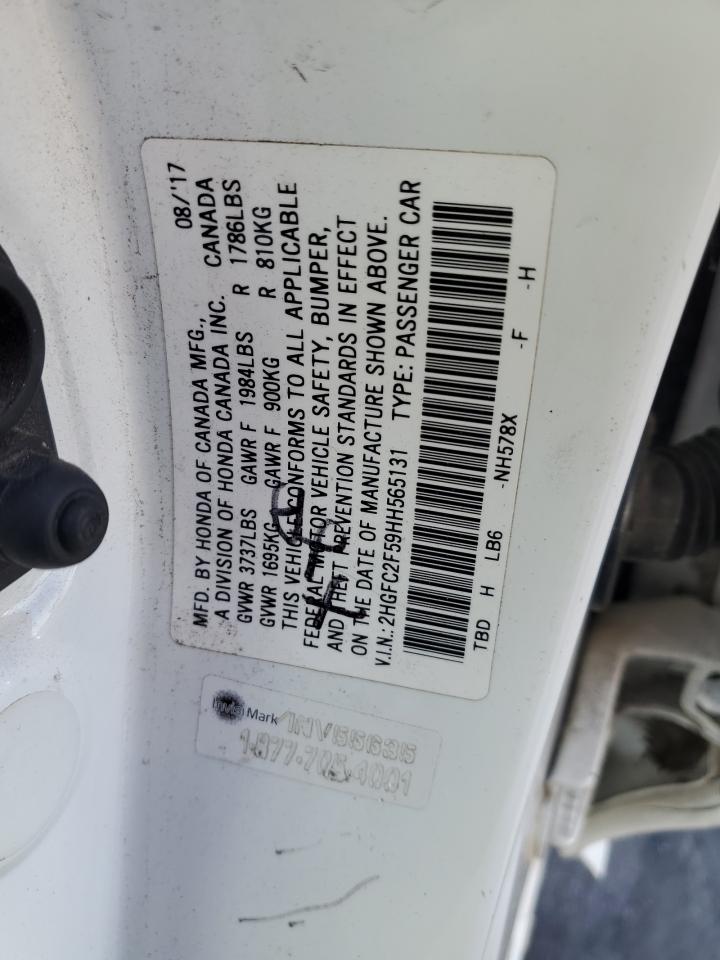 MFD. BY HONDA OF CANADA MFG., 08/'17
A DIVISION OF HONDA CANADA INC. CANADA
GVWR 3737LBS GAWR F 1984LBS R 1786LBS
GVWR 1695KG GAWR F 900KG R 810KG
THIS VEHICLE CONFORMS TO ALL APPLICABLE
FEDERAL MOTOR VEHICLE SAFETY, BUMPER,
AND THEFT PREVENTION STANDARDS IN EFFECT
ON THE DATE OF MANUFACTURE SHOWN ABOVE.
V.I.N.: 2HGFC2F59HH565131 TYPE: PASSENGER CAR
TBD H LB6 -NH578X -F -H
Mark
1-877-705-4001